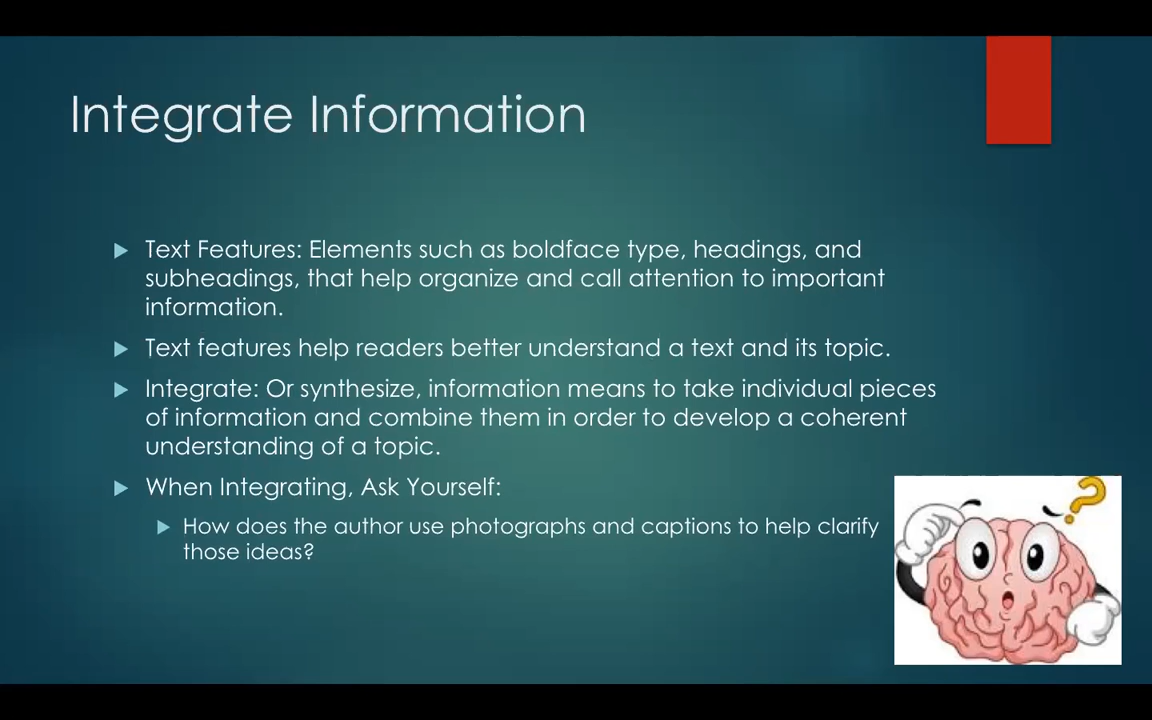 Integrate Information
Text Features: Elements such as boldface type, headings, and
subheadings, that help organize and call attention to important
information.
Text features help readers better understand a text and its topic.
Integrate: Or synthesize, information means to take individual pieces
of information and combine them in order to develop a coherent
understanding of a topic.
When Integrating, Ask Yourself:
How does the author use photographs and captions to help clarify
those ideas?
?